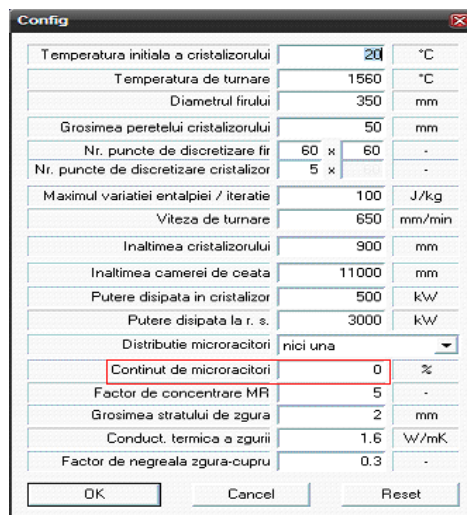 Config
Temperatura initiala a cristalizorului 20 °C
Temperatura de turnare 1560 °C
Diametrul firului 350 mm
Grosimea peretelui cristalizorului 50 mm
Nr. puncte de discretizare fir 60 x 60 -
Nr. puncte de discretizare cristalizor 5 x -
Maximul variatiei entalpiei / iteratie 100 J/kg
Viteza de turnare 650 mm/min
Inaltimea cristalizorului 900 mm
Inaltimea camerei de ceata 11000 mm
Putere disipata in cristalizor 500 kW
Putere disipata la r. s. 3000 kW
Distributie microracitori nici una
Continut de microracitori 0 %
Factor de concentrare MR 5 -
Grosimea stratului de zgura 2 mm
Conduct. termica a zgurii 1.6 W/mK
Factor de negreala zgura-cupru 0.3 -
OK Cancel Reset